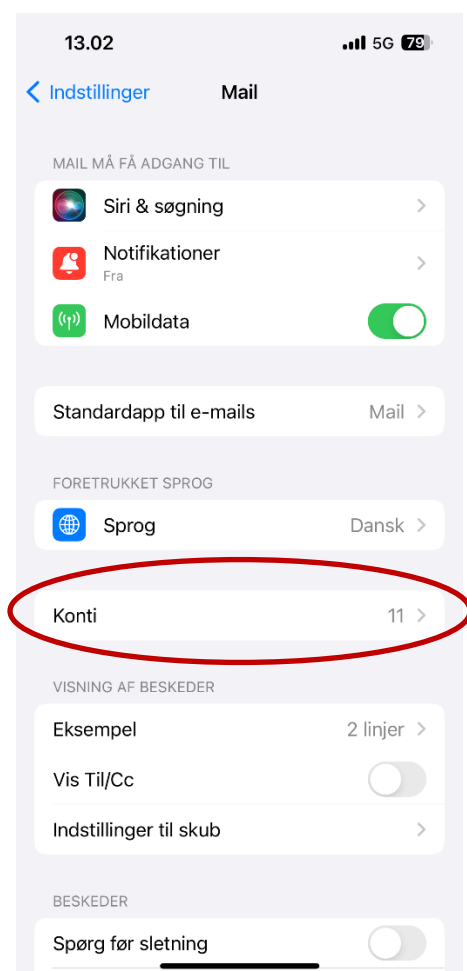 13.02 5G 79
Indstillinger Mail
MAIL MÅ FÅ ADGANG TIL
Siri & søgning
Notifikationer
Fra
Mobildata
Standardapp til e-mails Mail
FORETRUKKET SPROG
Sprog Dansk
Konti 11
VISNING AF BESKEDER
Eksempel 2 linjer
Vis Til/Cc
Indstillinger til skub
BESKEDER
Spørg før sletning